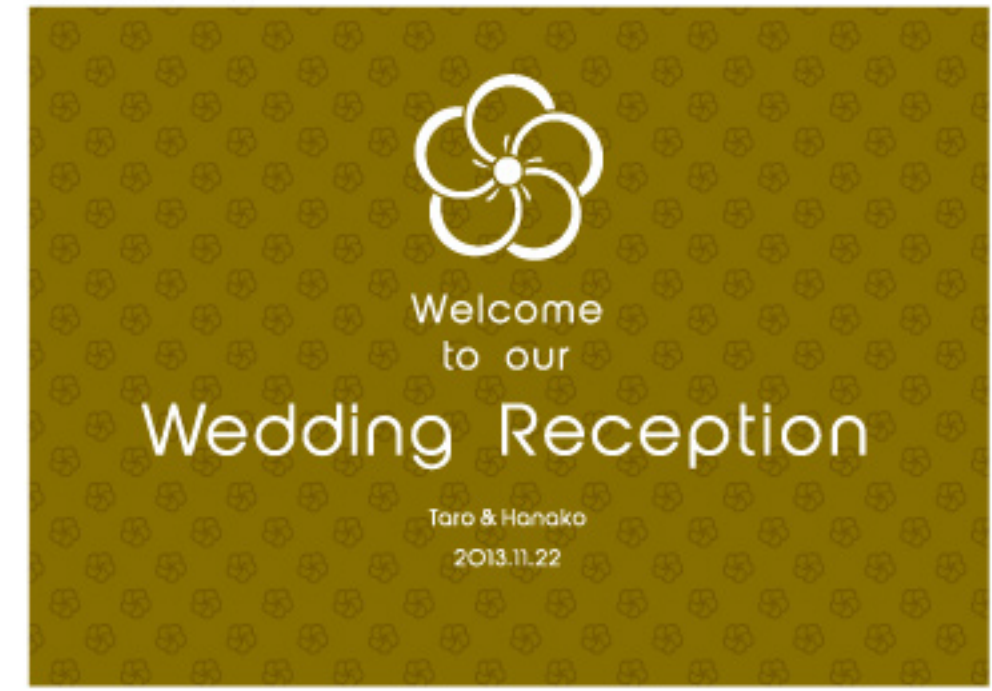 Welcome
to our
Wedding Reception
Taro & Hanako
2013.11.22